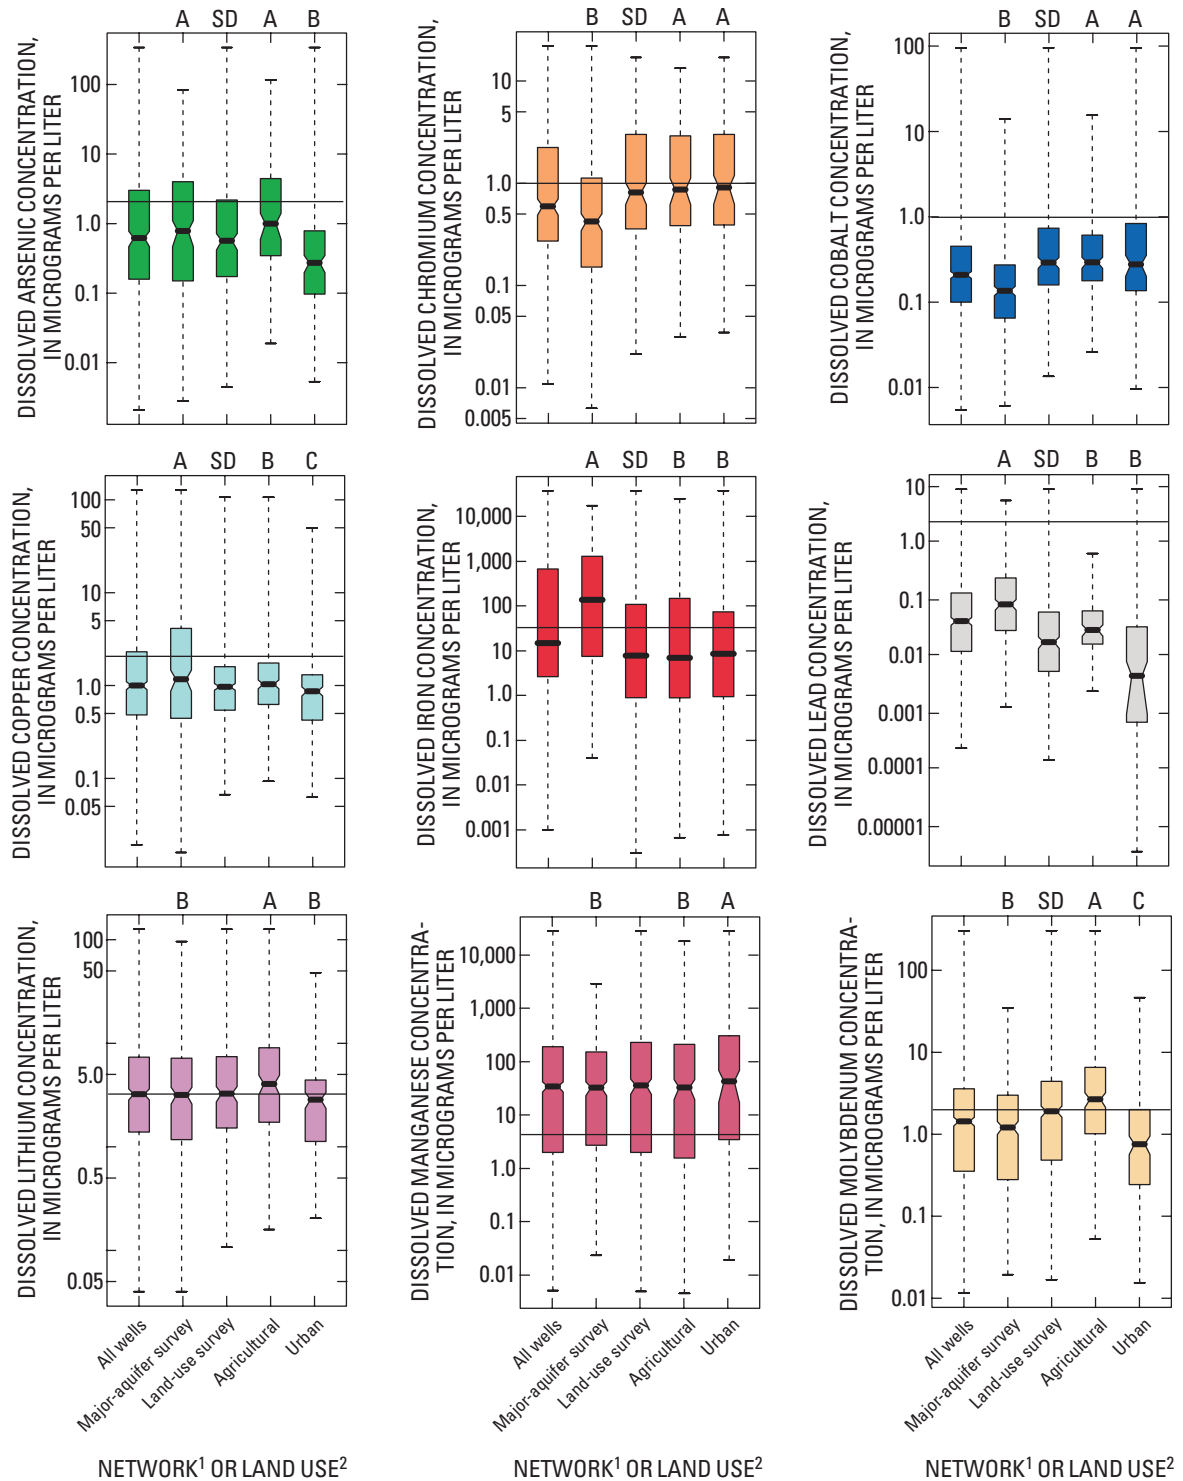 A SD A B
DISSOLVED ARSENIC CONCENTRATION,
IN MICROGRAMS PER LITER
100
10
1.0
0.1
0.01
B SD A A
DISSOLVED CHROMIUM CONCENTRATION,
IN MICROGRAMS PER LITER
10
5
1.0
0.5
0.1
0.05
0.01
0.005
B SD A A
DISSOLVED COBALT CONCENTRATION,
IN MICROGRAMS PER LITER
100
10
1.0
0.1
0.01
A SD B C
DISSOLVED COPPER CONCENTRATION,
IN MICROGRAMS PER LITER
100
50
10
5
1.0
0.5
0.1
0.05
A SD B B
DISSOLVED IRON CONCENTRATION,
IN MICROGRAMS PER LITER
10,000
1,000
100
10
1.0
0.1
0.01
0.001
A SD B B
DISSOLVED LEAD CONCENTRATION,
IN MICROGRAMS PER LITER
10
1.0
0.1
0.01
0.001
0.0001
0.00001
B A B
DISSOLVED LITHIUM CONCENTRATION,
IN MICROGRAMS PER LITER
100
50
5.0
0.5
0.05
All wells
Major-aquifer survey
Land-use survey
Agricultural
Urban
NETWORK¹ OR LAND USE²
B B A
DISSOLVED MANGANESE CONCENTRA-
TION, IN MICROGRAMS PER LITER
10,000
1,000
100
10
1.0
0.1
0.01
All wells
Major-aquifer survey
Land-use survey
Agricultural
Urban
NETWORK¹ OR LAND USE²
B SD A C
DISSOLVED MOLYBDENUM CONCENTRA-
TION, IN MICROGRAMS PER LITER
100
10
1.0
0.1
0.01
All wells
Major-aquifer survey
Land-use survey
Agricultural
Urban
NETWORK¹ OR LAND USE²